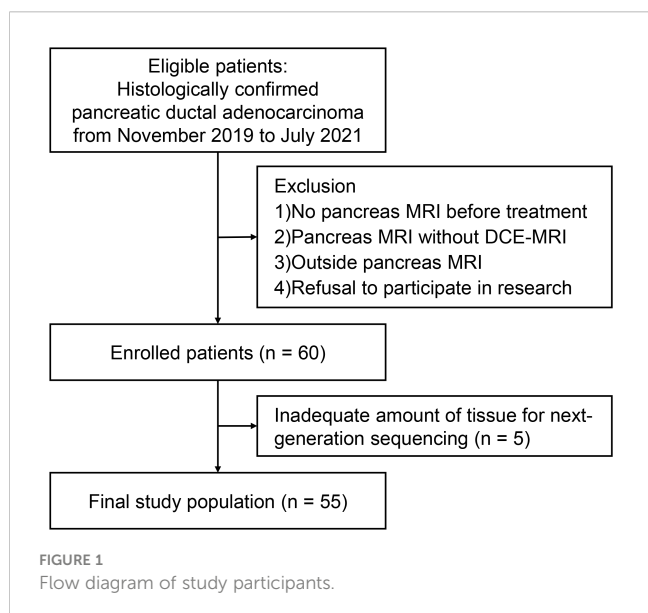 Eligible patients:
Histologically confirmed
pancreatic ductal adenocarcinoma
from November 2019 to July 2021
Exclusion
1)No pancreas MRI before treatment
2)Pancreas MRI without DCE-MRI
3)Outside pancreas MRI
4)Refusal to participate in research
Enrolled patients (n = 60)
Inadequate amount of tissue for next-
generation sequencing (n = 5)
Final study population (n = 55)
FIGURE 1
Flow diagram of study participants.